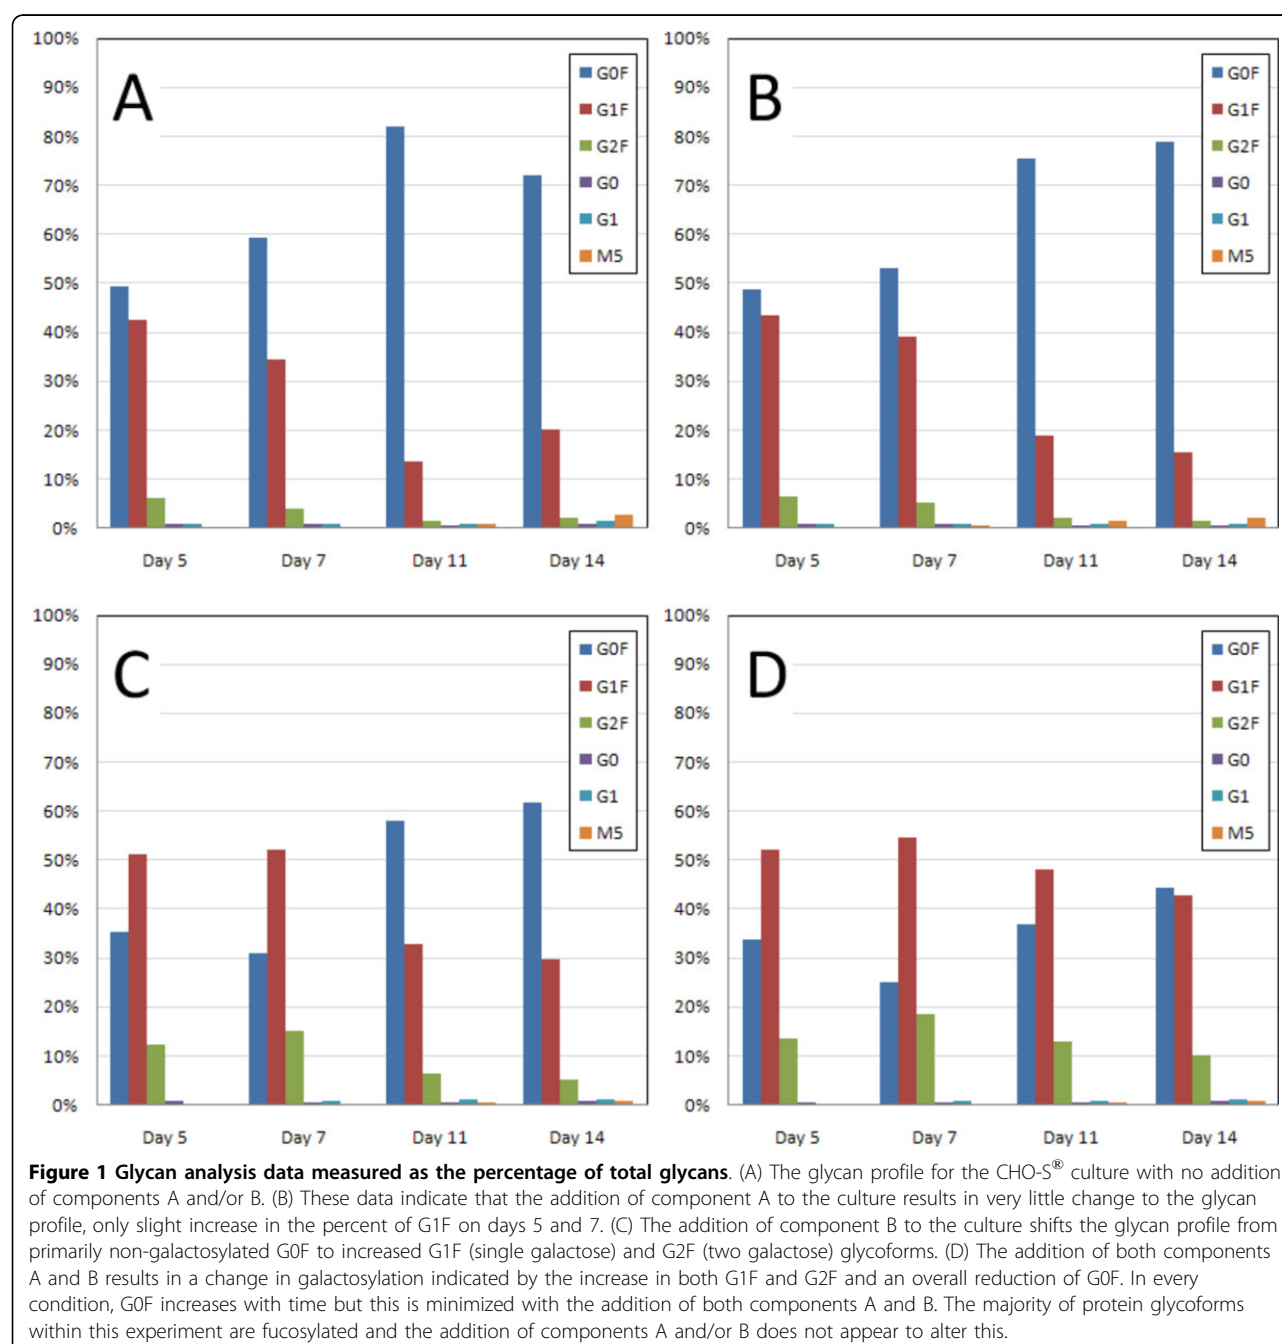 100%
90%
80%
70%
60%
50%
40%
30%
20%
10%
0%
A
G0F
G1F
G2F
G0
G1
M5
Day 5 Day 7 Day 11 Day 14
100%
90%
80%
70%
60%
50%
40%
30%
20%
10%
0%
B
G0F
G1F
G2F
G0
G1
M5
Day 5 Day 7 Day 11 Day 14
100%
90%
80%
70%
60%
50%
40%
30%
20%
10%
0%
C
G0F
G1F
G2F
G0
G1
M5
Day 5 Day 7 Day 11 Day 14
100%
90%
80%
70%
60%
50%
40%
30%
20%
10%
0%
D
G0F
G1F
G2F
G0
G1
M5
Day 5 Day 7 Day 11 Day 14
Figure 1 Glycan analysis data measured as the percentage of total glycans. (A) The glycan profile for the CHO-S® culture with no addition
of components A and/or B. (B) These data indicate that the addition of component A to the culture results in very little change to the glycan
profile, only slight increase in the percent of G1F on days 5 and 7. (C) The addition of component B to the culture shifts the glycan profile from
primarily non-galactosylated G0F to increased G1F (single galactose) and G2F (two galactose) glycoforms. (D) The addition of both components
A and B results in a change in galactosylation indicated by the increase in both G1F and G2F and an overall reduction of G0F. In every
condition, G0F increases with time but this is minimized with the addition of both components A and B. The majority of protein glycoforms
within this experiment are fucosylated and the addition of components A and/or B does not appear to alter this.